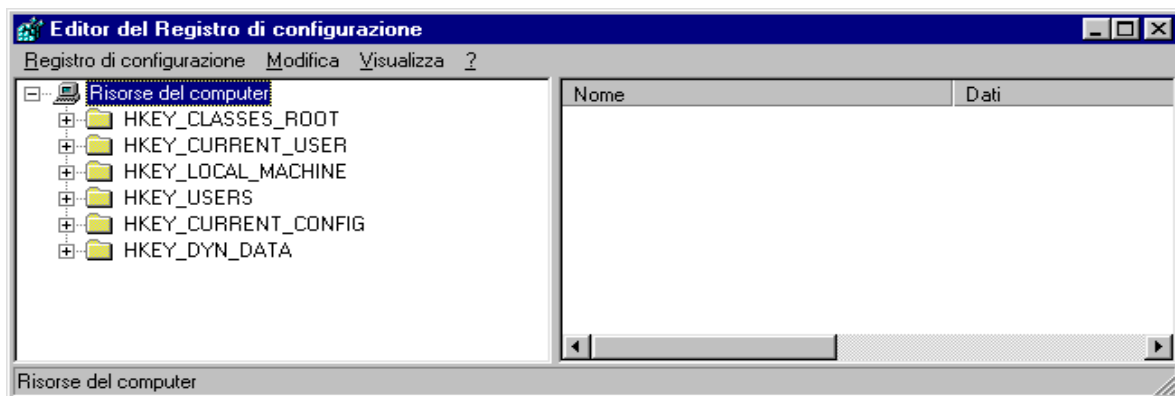 Editor del Registro di configurazione
Registro di configurazione Modifica Visualizza ?
Risorse del computer
HKEY_CLASSES_ROOT
HKEY_CURRENT_USER
HKEY_LOCAL_MACHINE
HKEY_USERS
HKEY_CURRENT_CONFIG
HKEY_DYN_DATA
Nome Dati
Risorse del computer